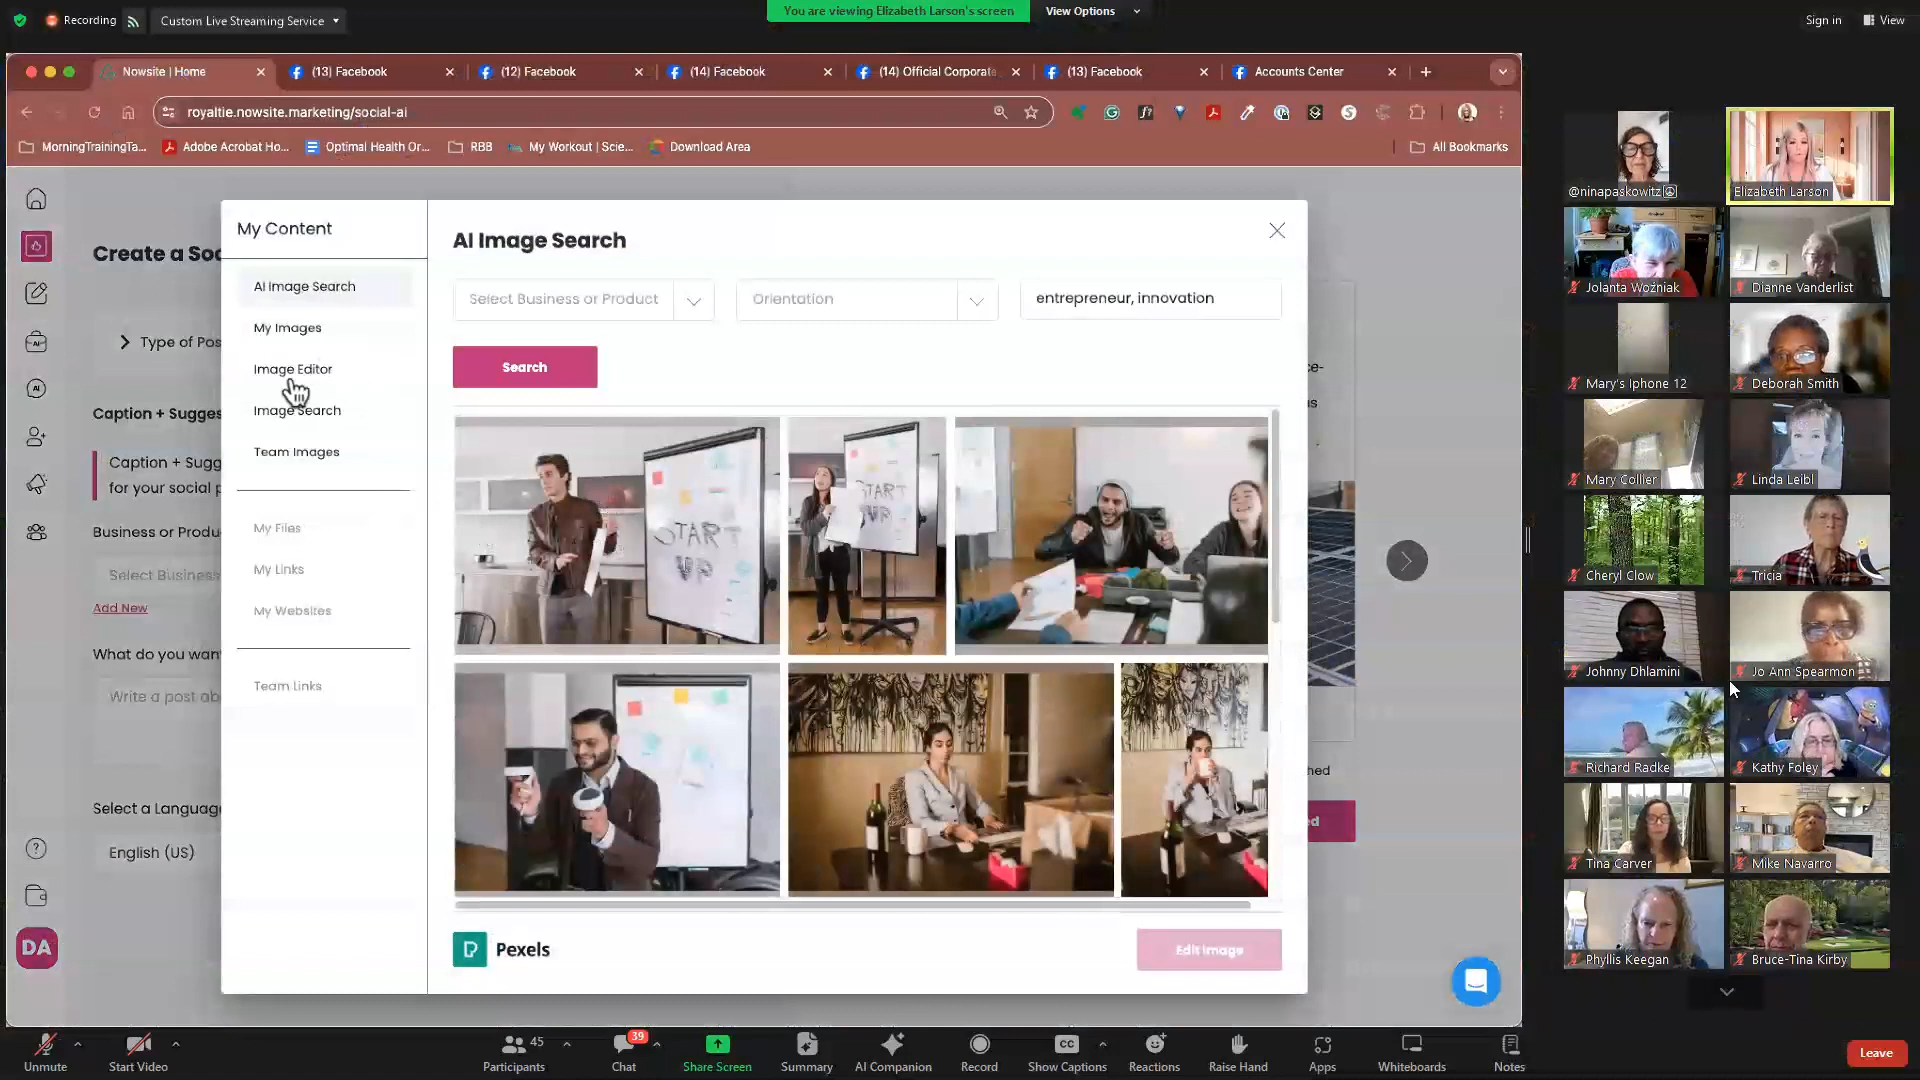 Recording
Custom Live Streaming Service
You are viewing Elizabeth Larson's screen
View Options
Sign in
View
Nowsite | Home
(13) Facebook
(12) Facebook
(14) Facebook
(14) Official Corporate
(13) Facebook
Accounts Center
royaltie.nowsite.marketing/social-ai
MorningTrainingTa...
Adobe Acrobat Ho...
Optimal Health Or...
RBB
My Workout | Scie...
Download Area
All Bookmarks
Create a Soc
Type of Pos
Caption + Sugges
Caption + Sugg
for your social p
Business or Produ
Select Business
Add New
What do you wan
Write a post ab
Select a Language
English (US)
DA
My Content
AI Image Search
My Images
Image Editor
Image Search
Team Images
My Files
My Links
My Websites
Team Links
AI Image Search
Select Business or Product
Orientation
entrepreneur, innovation
Search
START
UP
START
UP
Pexels
Edit Image
ce-
hed
@ninapaskowitz
Elizabeth Larson
Jolanta Woźniak
Dianne Vanderlist
Mary's Iphone 12
Deborah Smith
Mary Collier
Linda Leibl
Cheryl Clow
Tricia
Johnny Dhlamini
Jo Ann Spearmon
Richard Radke
Kathy Foley
Tina Carver
Mike Navarro
Phyllis Keegan
Bruce-Tina Kirby
Unmute
Start Video
45
Participants
39
Chat
Share Screen
Summary
AI Companion
Record
CC
Show Captions
Reactions
Raise Hand
Apps
Whiteboards
Notes
Leave